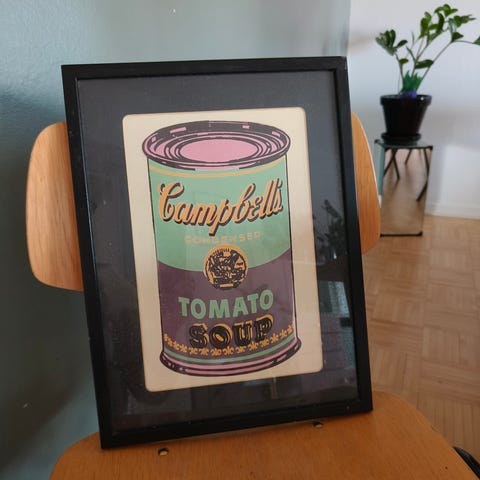 Campbell's
CONDENSED
TOMATO
SOUP